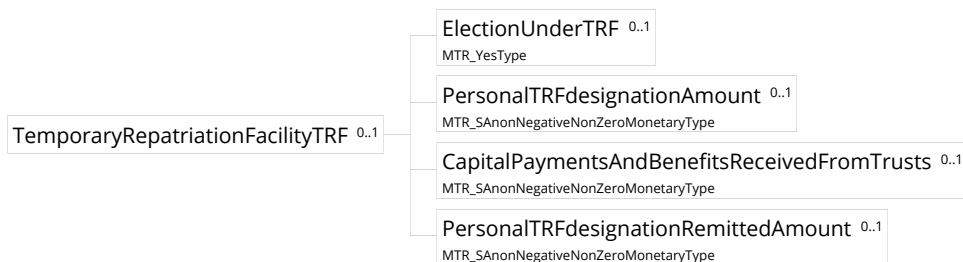 ElectionUnderTRF 0..1
MTR_YesType
PersonalTRFdesignationAmount 0..1
MTR_SAnonNegativeNonZeroMonetaryType
TemporaryRepatriationFacilityTRF 0..1
CapitalPaymentsAndBenefitsReceivedFromTrusts 0..1
MTR_SAnonNegativeNonZeroMonetaryType
PersonalTRFdesignationRemittedAmount 0..1
MTR_SAnonNegativeNonZeroMonetaryType